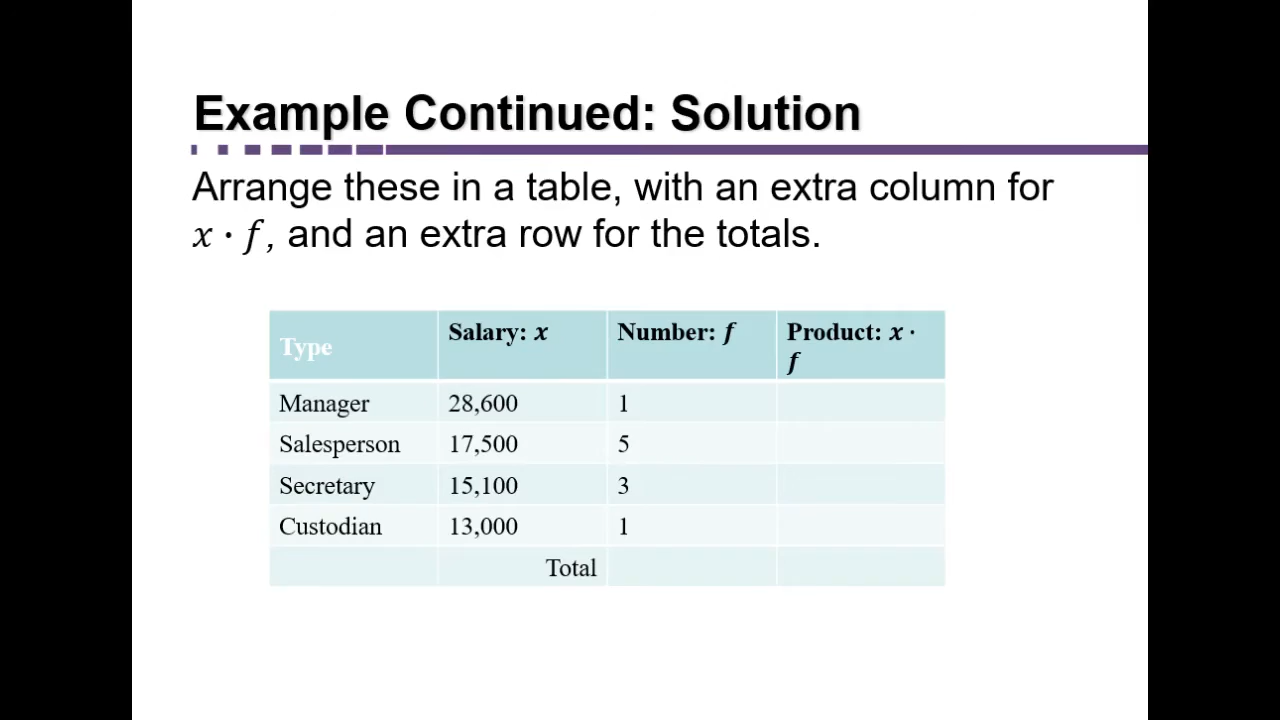 Example Continued: Solution
Arrange these in a table, with an extra column for
x · f, and an extra row for the totals.
Type Salary: x Number: f Product: x ·
f
Manager 28,600 1
Salesperson 17,500 5
Secretary 15,100 3
Custodian 13,000 1
Total